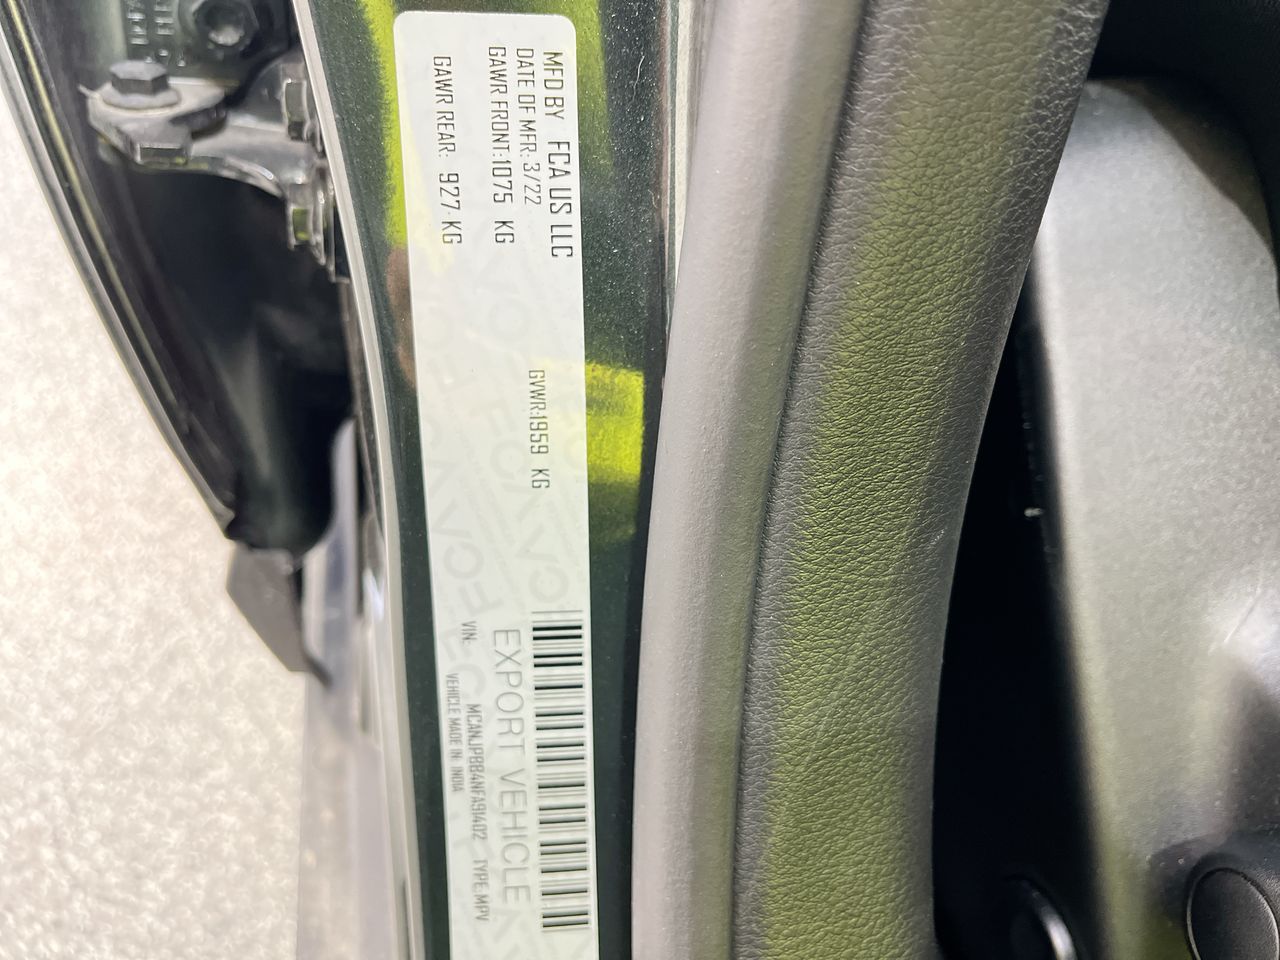 MFD BY FCA US LLC
DATE OF MFR: 3/22
GAWR FRONT:1075 KG
GAWR REAR: 927 KG
GVWR:1959 KG
EXPORT VEHICLE
VIN: MCANJPBB4NFA91402 TYPE:MPV
VEHICLE MADE IN INDIA